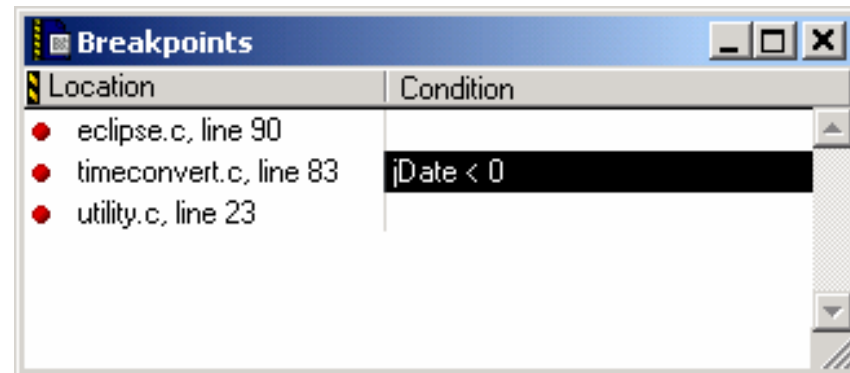 Breakpoints
Location Condition
eclipse.c, line 90
timeconvert.c, line 83 jDate < 0
utility.c, line 23